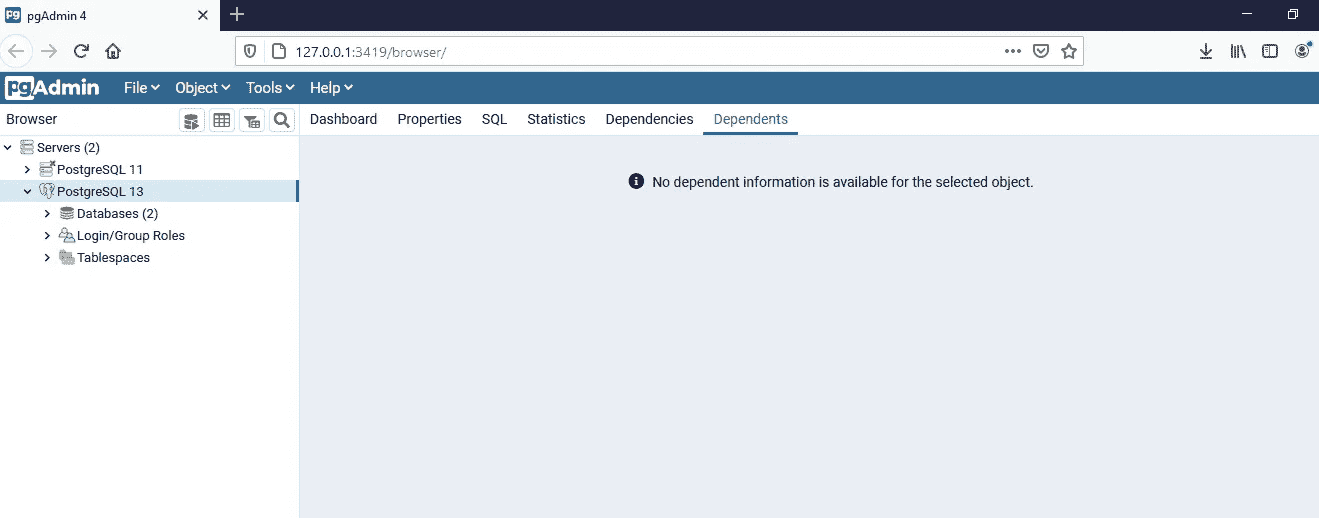 pgAdmin 4
127.0.0.1:3419/browser/
pgAdmin File Object Tools Help
Browser Dashboard Properties SQL Statistics Dependencies Dependents
Servers (2)
PostgreSQL 11
PostgreSQL 13
No dependent information is available for the selected object.
Databases (2)
Login/Group Roles
Tablespaces